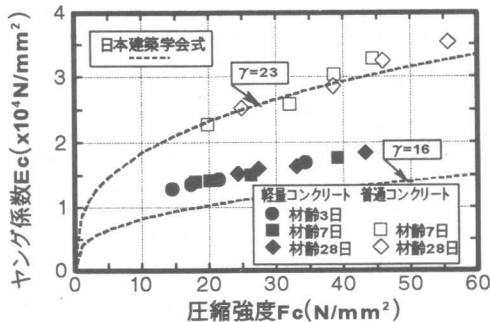 ヤング係数Ec(x10⁴N/mm²)
4
3
2
1
0
日本建築学会式
γ=23
γ=16
軽量コンクリート 普通コンクリート
材齢3日
材齢7日 材齢7日
材齢28日 材齢28日
0 10 20 30 40 50 60
圧縮強度Fc(N/mm²)